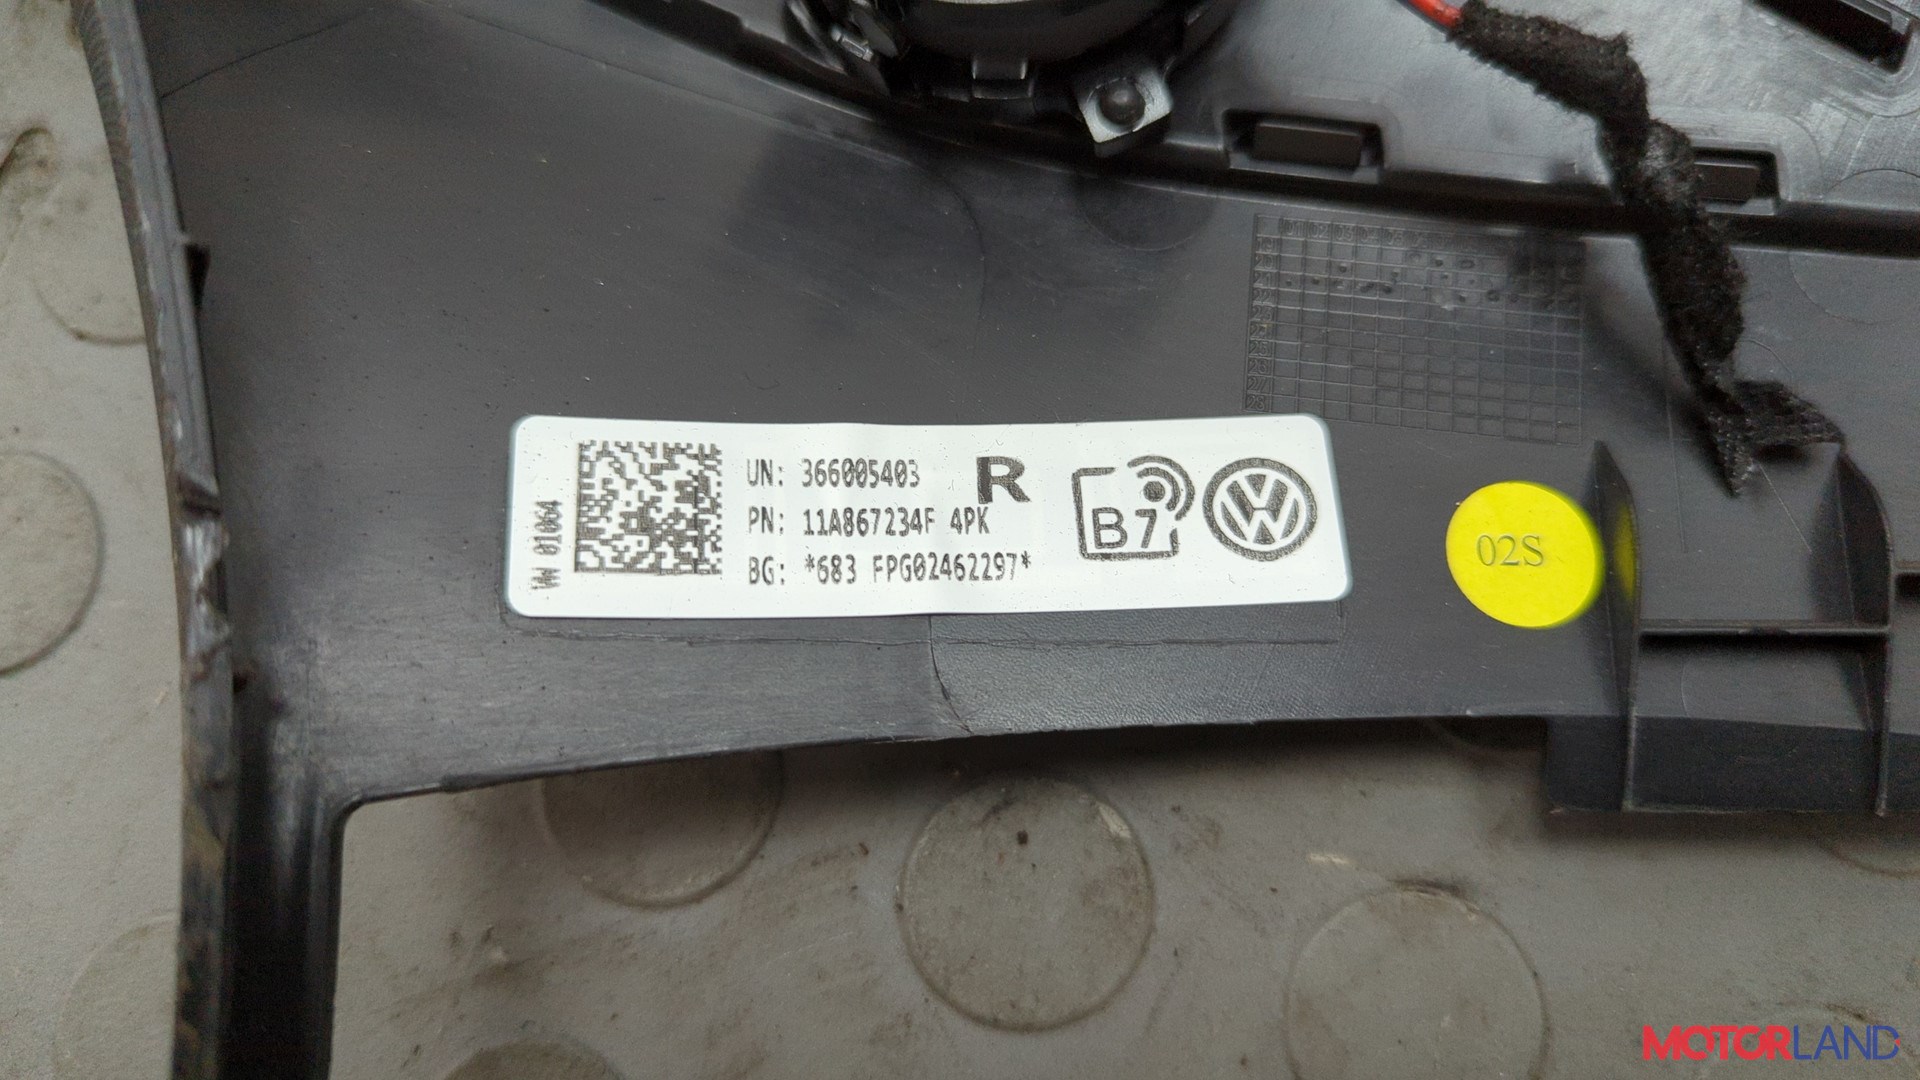 VW 01064
UN: 366005403
R
PN: 11A867234F 4PK
BG: *683 FPG02462297*
B7
02S
MOTORLAND